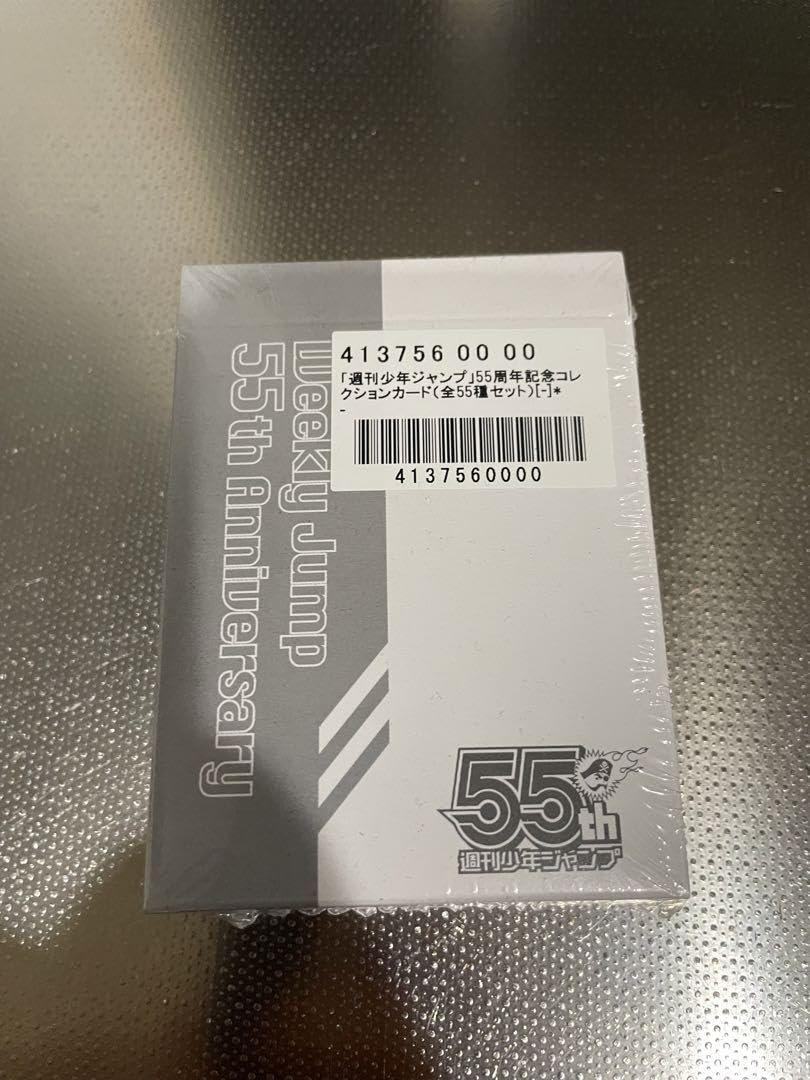 413756 00 00
「週刊少年ジャンプ」55周年記念コレ
クションカード(全55種セット)[-]*
-
4137560000
Weekly Jump
55th Anniversary
55th
週刊少年ジャンプ